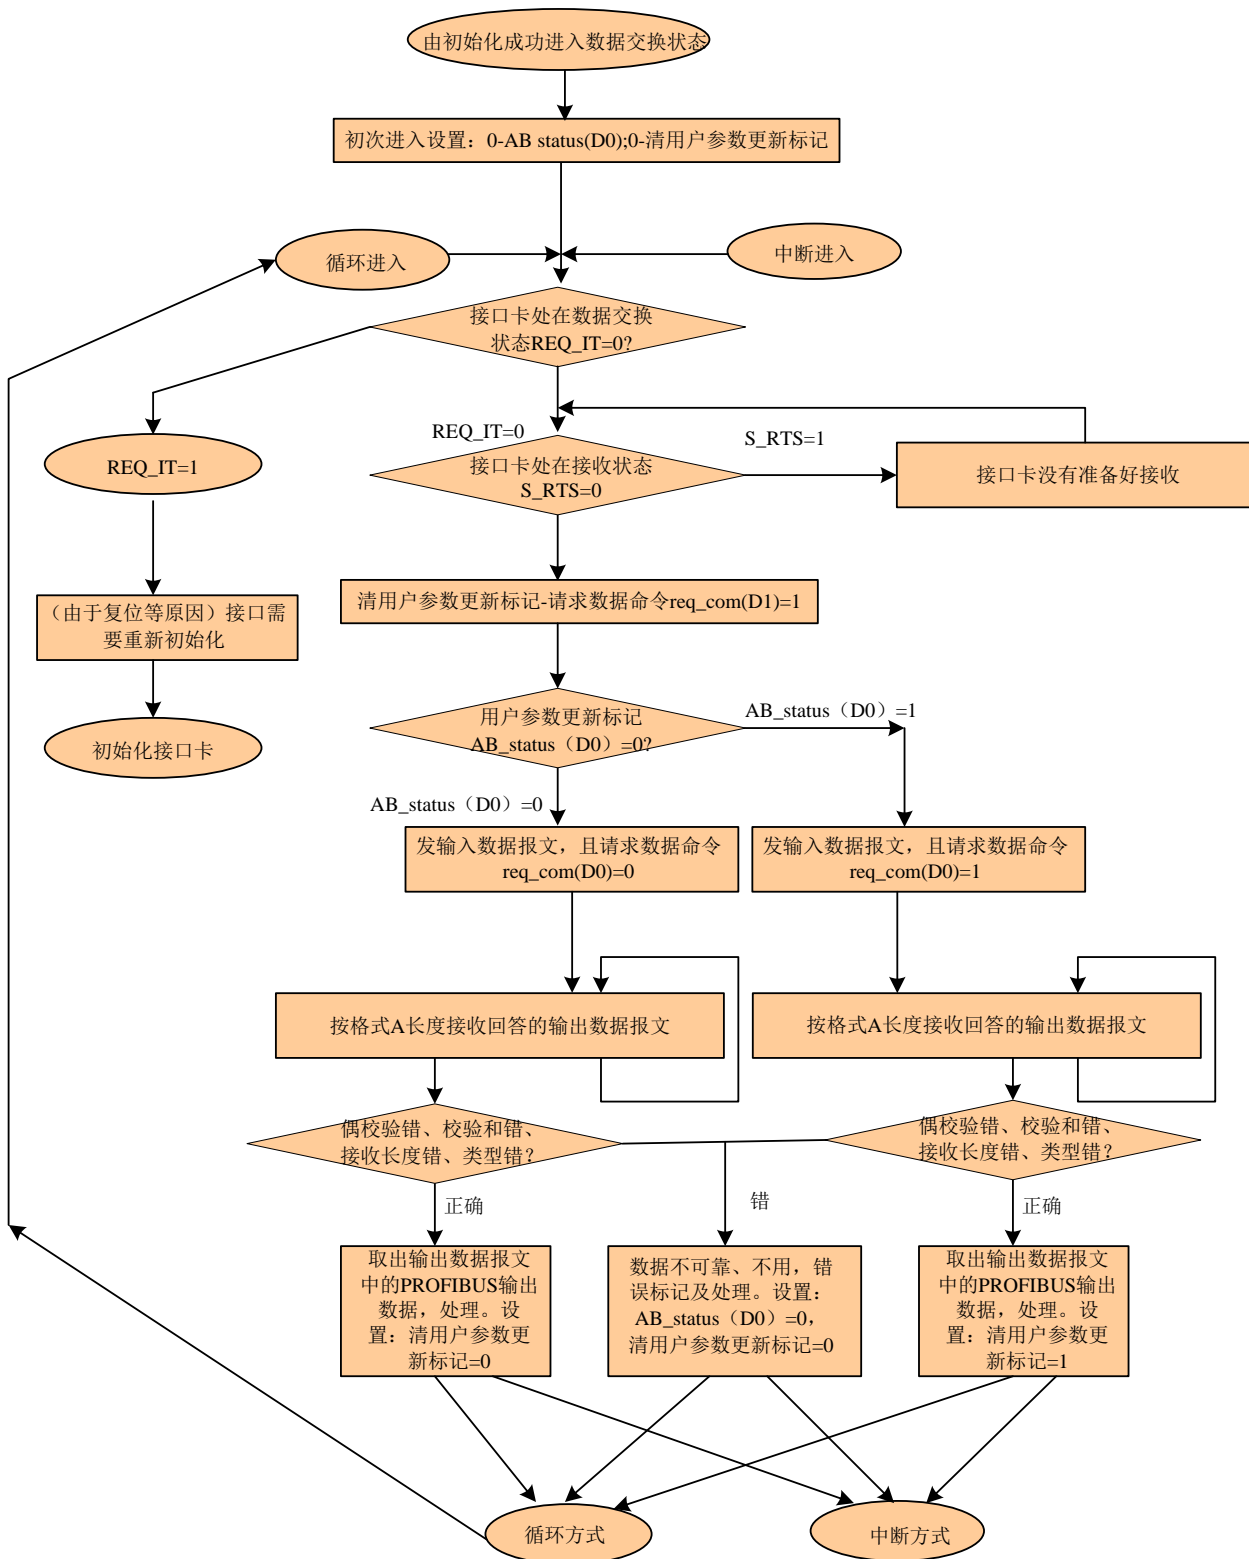 由初始化成功进入数据交换状态
初次进入设置：0-AB status(D0);0-清用户参数更新标记
循环进入
中断进入
接口卡处在数据交换
状态REQ_IT=0?
REQ_IT=0
S_RTS=1
REQ_IT=1
接口卡处在接收状态
S_RTS=0
接口卡没有准备好接收
清用户参数更新标记-请求数据命令req_com(D1)=1
（由于复位等原因）接口需
要重新初始化
初始化接口卡
用户参数更新标记
AB_status（D0）=0?
AB_status（D0）=1
AB_status（D0）=0
发输入数据报文，且请求数据命令
req_com(D0)=0
发输入数据报文，且请求数据命令
req_com(D0)=1
按格式A长度接收回答的输出数据报文
按格式A长度接收回答的输出数据报文
偶校验错、校验和错、
接收长度错、类型错?
偶校验错、校验和错、
接收长度错、类型错?
正确
错
正确
取出输出数据报文
中的PROFIBUS输出
数据，处理。设
置：清用户参数更
新标记=0
数据不可靠、不用，错
误标记及处理。设置：
AB_status（D0）=0，
清用户参数更新标记=0
取出输出数据报文
中的PROFIBUS输出
数据，处理。设
置：清用户参数更
新标记=1
循环方式
中断方式